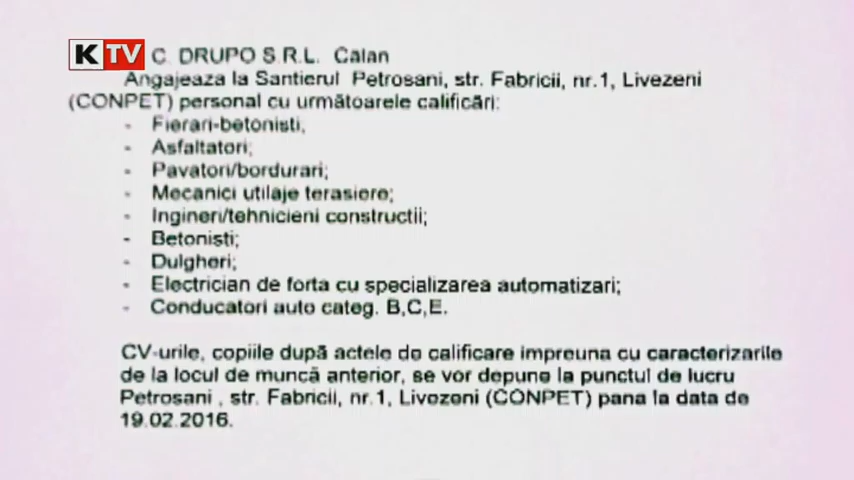 KTV C. DRUPO S.R.L. Calan
Angajeaza la Santierul Petrosani, str. Fabricii, nr.1, Livezeni
(CONPET) personal cu următoarele calificări:
- Fierari-betonisti;
- Asfaltatori;
- Pavatori/bordurari;
- Mecanici utilaje terasiere;
- Ingineri/tehnicieni constructii;
- Betonisti;
- Dulgheri;
- Electrician de forta cu specializarea automatizari;
- Conducatori auto categ. B,C,E.
CV-urile, copiile după actele de calificare impreuna cu caracterizarile
de la locul de muncă anterior, se vor depune la punctul de lucru
Petrosani , str. Fabricii, nr.1, Livezeni (CONPET) pana la data de
19.02.2016.